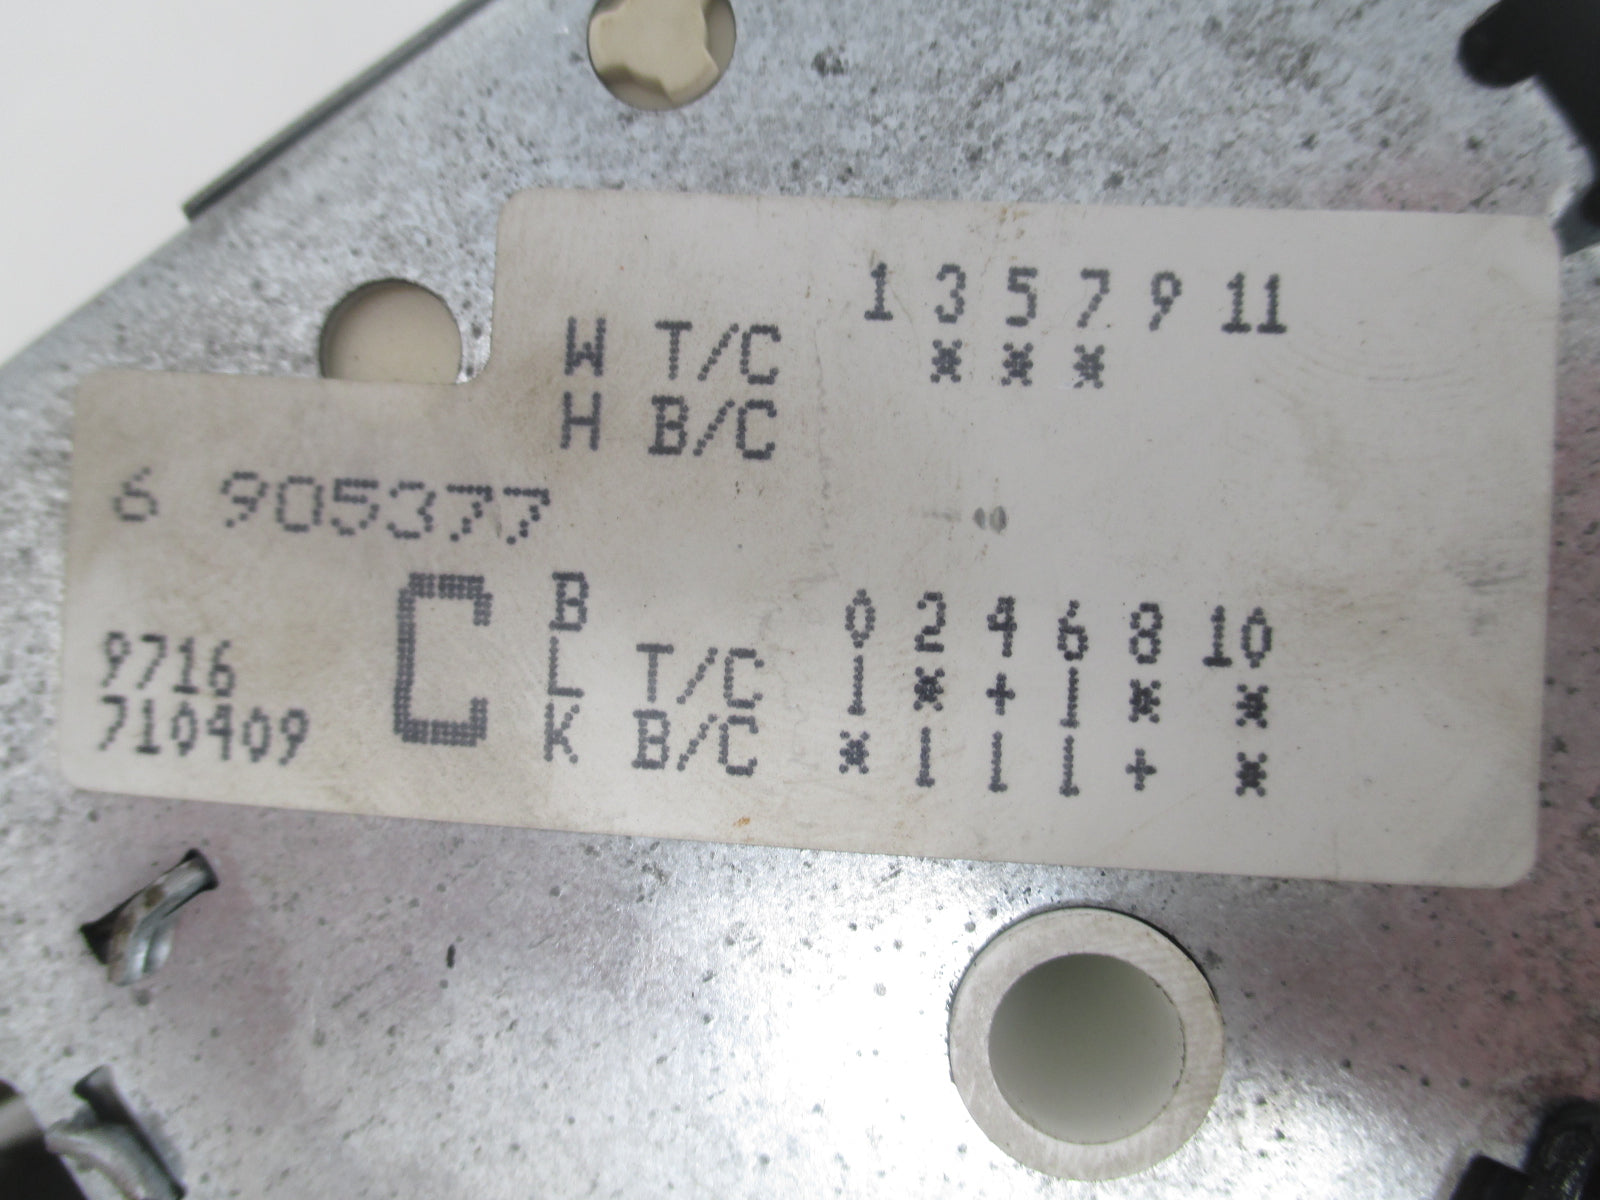 1 3 5 7 9 11
W T/C * * *
H B/C
6 905377
B 0 2 4 6 8 10
9716 C L T/C | * + | * *
710409 K B/C * | | | + *